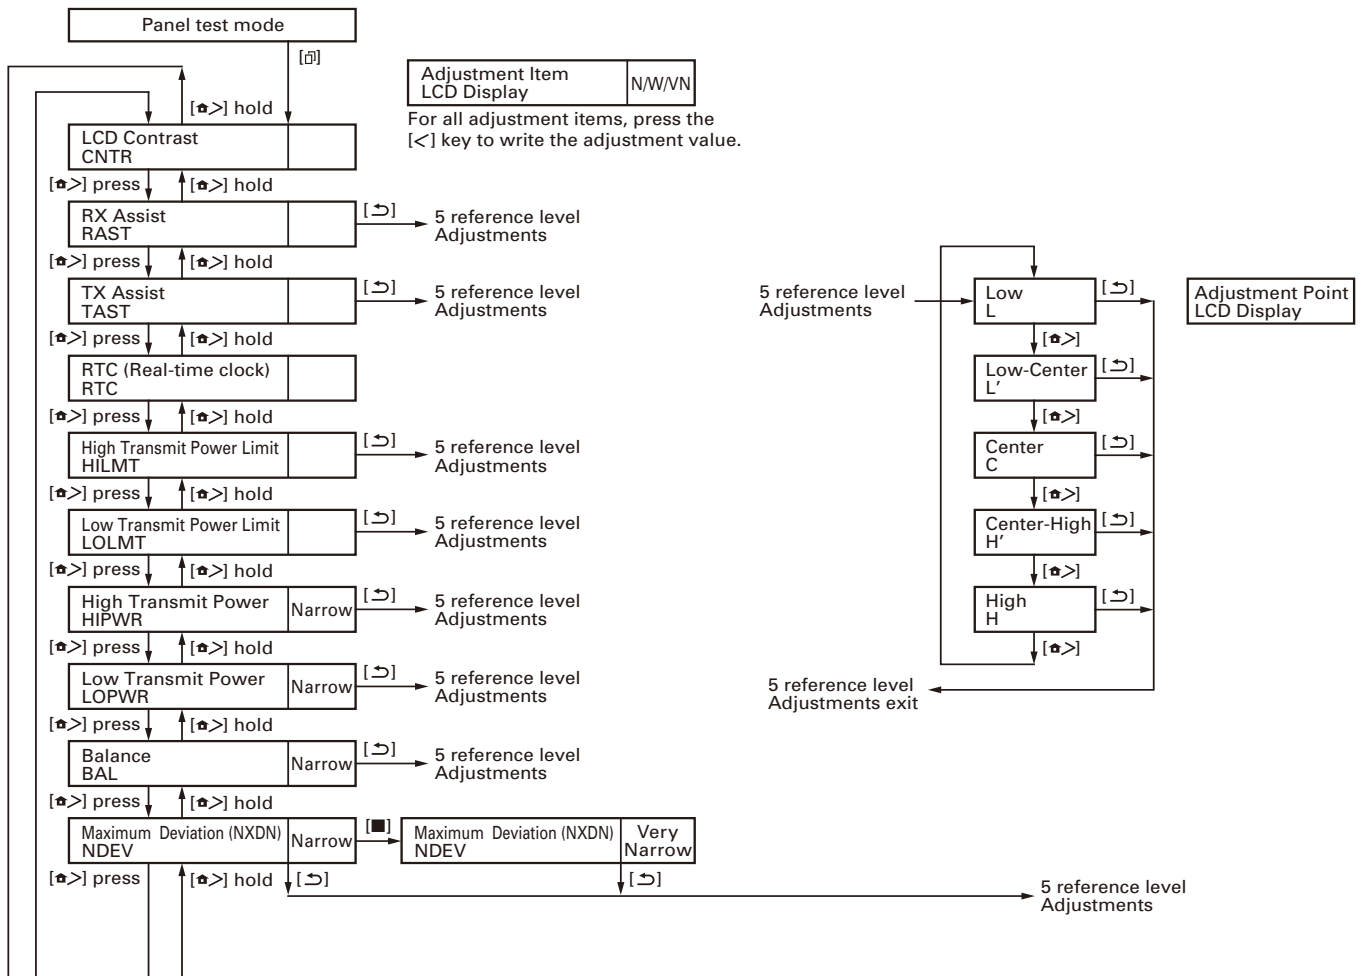 Panel test mode
[🗇]
Adjustment Item
LCD Display
N/W/VN
For all adjustment items, press the
[<] key to write the adjustment value.
[☗>] hold
LCD Contrast
CNTR
[☗>] press
[☗>] hold
RX Assist
RAST
[⮌]
5 reference level
Adjustments
[☗>] press
[☗>] hold
TX Assist
TAST
[⮌]
5 reference level
Adjustments
[☗>] press
[☗>] hold
RTC (Real-time clock)
RTC
[☗>] press
[☗>] hold
High Transmit Power Limit
HILMT
[⮌]
5 reference level
Adjustments
[☗>] press
[☗>] hold
Low Transmit Power Limit
LOLMT
[⮌]
5 reference level
Adjustments
[☗>] press
[☗>] hold
High Transmit Power
HIPWR
Narrow
[⮌]
5 reference level
Adjustments
[☗>] press
[☗>] hold
Low Transmit Power
LOPWR
Narrow
[⮌]
5 reference level
Adjustments
[☗>] press
[☗>] hold
Balance
BAL
Narrow
[⮌]
5 reference level
Adjustments
[☗>] press
[☗>] hold
Maximum Deviation (NXDN)
NDEV
Narrow
[■]
Maximum Deviation (NXDN)
NDEV
Very
Narrow
[☗>] press
[☗>] hold
[⮌]
[⮌]
5 reference level
Adjustments
5 reference level
Adjustments
Low
L
[⮌]
Adjustment Point
LCD Display
[☗>]
Low-Center
L′
[⮌]
[☗>]
Center
C
[⮌]
[☗>]
Center-High
H′
[⮌]
[☗>]
High
H
[⮌]
[☗>]
5 reference level
Adjustments exit